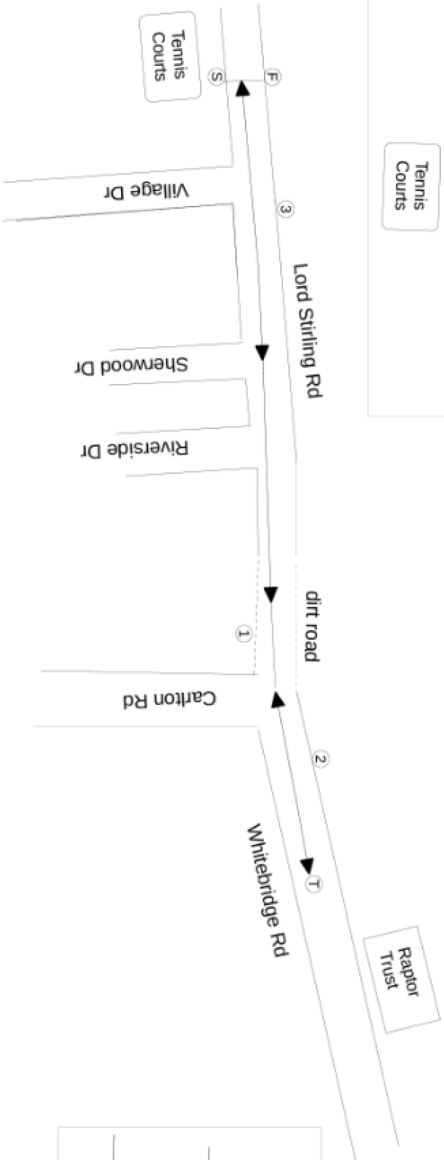 Tennis
Courts
S
F
Tennis
Courts
Village Dr
3
Lord Stirling Rd
Sherwood Dr
Riverside Dr
dirt road
1
Carlton Rd
2
Whitebridge Rd
T
Raptor
Trust